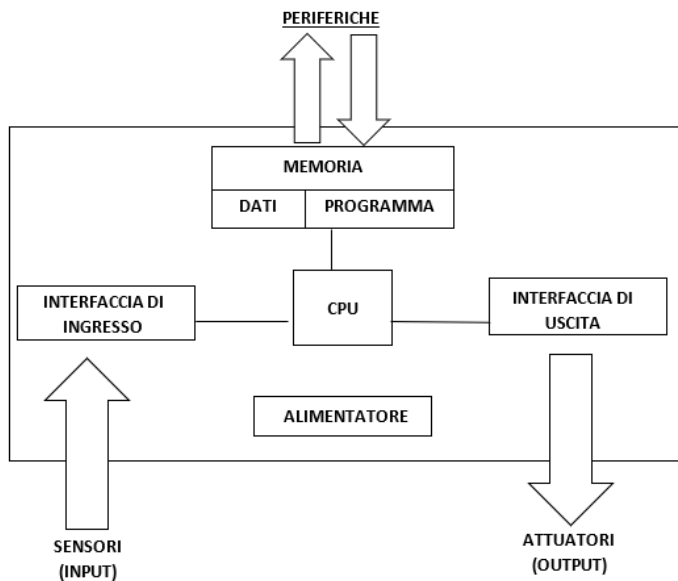 PERIFERICHE
MEMORIA
DATI
PROGRAMMA
INTERFACCIA DI
INGRESSO
CPU
INTERFACCIA DI
USCITA
ALIMENTATORE
SENSORI
(INPUT)
ATTUATORI
(OUTPUT)